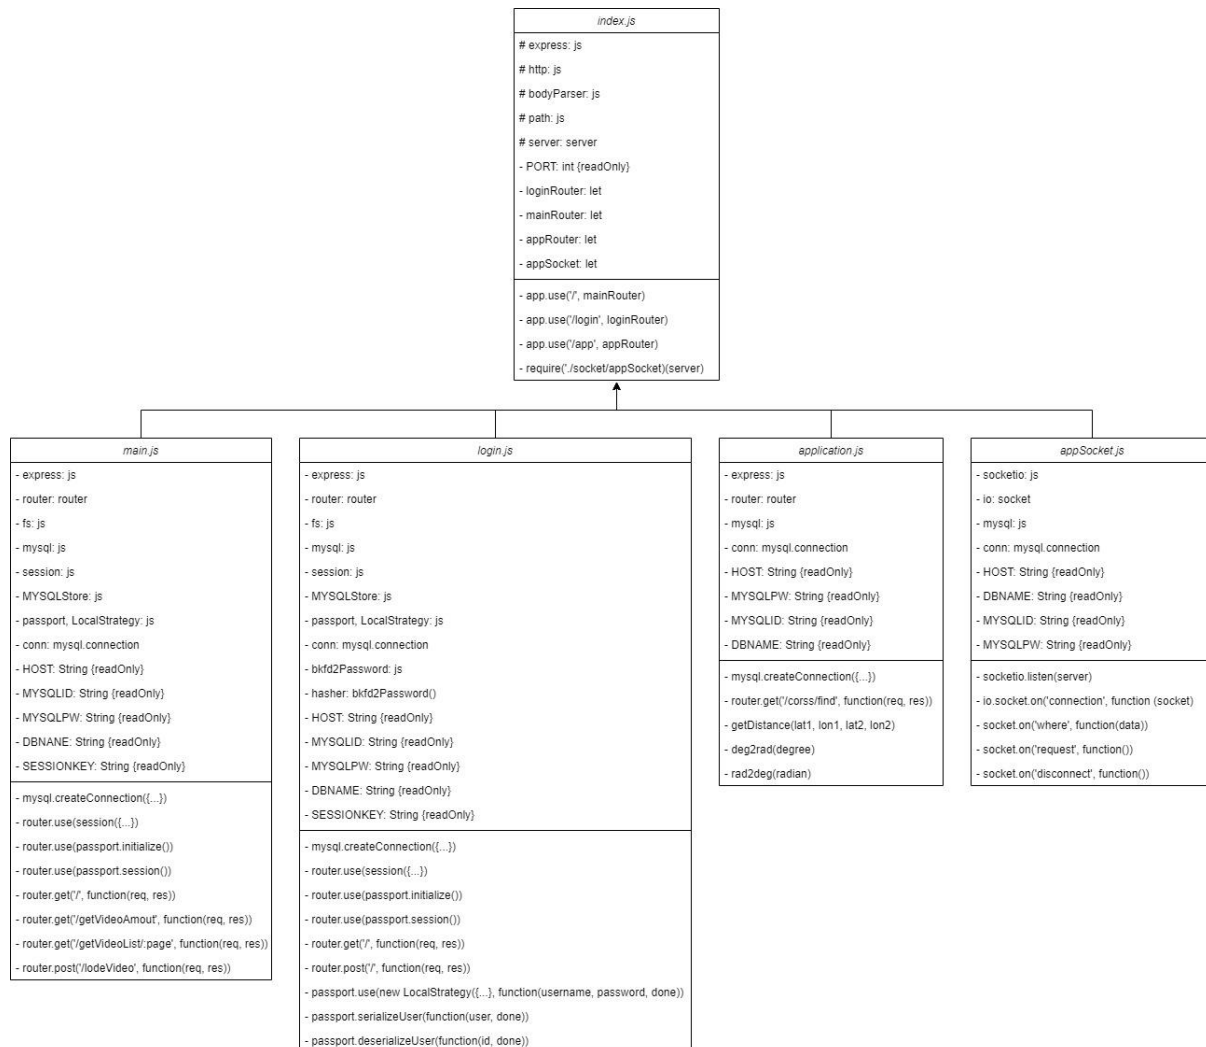 index.js
# express: js
# http: js
# bodyParser: js
# path: js
# server: server
- PORT: int {readOnly}
- loginRouter: let
- mainRouter: let
- appRouter: let
- appSocket: let
- app.use('/', mainRouter)
- app.use('/login', loginRouter)
- app.use('/app', appRouter)
- require('./socket/appSocket)(server)
main.js
- express: js
- router: router
- fs: js
- mysql: js
- session: js
- MYSQLStore: js
- passport, LocalStrategy: js
- conn: mysql.connection
- HOST: String {readOnly}
- MYSQLID: String {readOnly}
- MYSQLPW: String {readOnly}
- DBNANE: String {readOnly}
- SESSIONKEY: String {readOnly}
- mysql.createConnection({...})
- router.use(session({...})
- router.use(passport.initialize())
- router.use(passport.session())
- router.get('/', function(req, res))
- router.get('/getVideoAmout', function(req, res))
- router.get('/getVideoList/:page', function(req, res))
- router.post('/lodeVideo', function(req, res))
login.js
- express: js
- router: router
- fs: js
- mysql: js
- session: js
- MYSQLStore: js
- passport, LocalStrategy: js
- conn: mysql.connection
- bkfd2Password: js
- hasher: bkfd2Password()
- HOST: String {readOnly}
- MYSQLID: String {readOnly}
- MYSQLPW: String {readOnly}
- DBNAME: String {readOnly}
- SESSIONKEY: String {readOnly}
- mysql.createConnection({...})
- router.use(session({...})
- router.use(passport.initialize())
- router.use(passport.session())
- router.get('/', function(req, res))
- router.post('/', function(req, res))
- passport.use(new LocalStrategy({...}, function(username, password, done))
- passport.serializeUser(function(user, done))
- passport.deserializeUser(function(id, done))
application.js
- express: js
- router: router
- mysql: js
- conn: mysql.connection
- HOST: String {readOnly}
- MYSQLPW: String {readOnly}
- MYSQLID: String {readOnly}
- DBNAME: String {readOnly}
- mysql.createConnection({...})
- router.get('/corss/find', function(req, res))
- getDistance(lat1, lon1, lat2, lon2)
- deg2rad(degree)
- rad2deg(radian)
appSocket.js
- socketio: js
- io: socket
- mysql: js
- conn: mysql.connection
- HOST: String {readOnly}
- DBNAME: String {readOnly}
- MYSQLID: String {readOnly}
- MYSQLPW: String {readOnly}
- socketio.listen(server)
- io.socket.on('connection', function (socket)
- socket.on('where', function(data))
- socket.on('request', function())
- socket.on('disconnect', function())